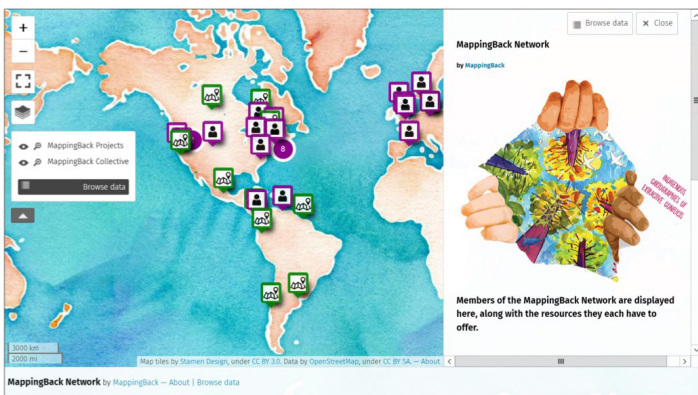 +
Browse data
× Close
−
MappingBack Network
by MappingBack
MappingBack Projects
MappingBack Collective
Browse data
8
INDIGENOUS
CARTOGRAPHIES OF
EXTRACTIVE CONFLICTS
Members of the MappingBack Network are displayed
here, along with the resources they each have to
offer.
3000 km
2000 mi
Map tiles by Stamen Design, under CC BY 3.0. Data by OpenStreetMap, under CC BY SA. — About
MappingBack Network by MappingBack — About | Browse data